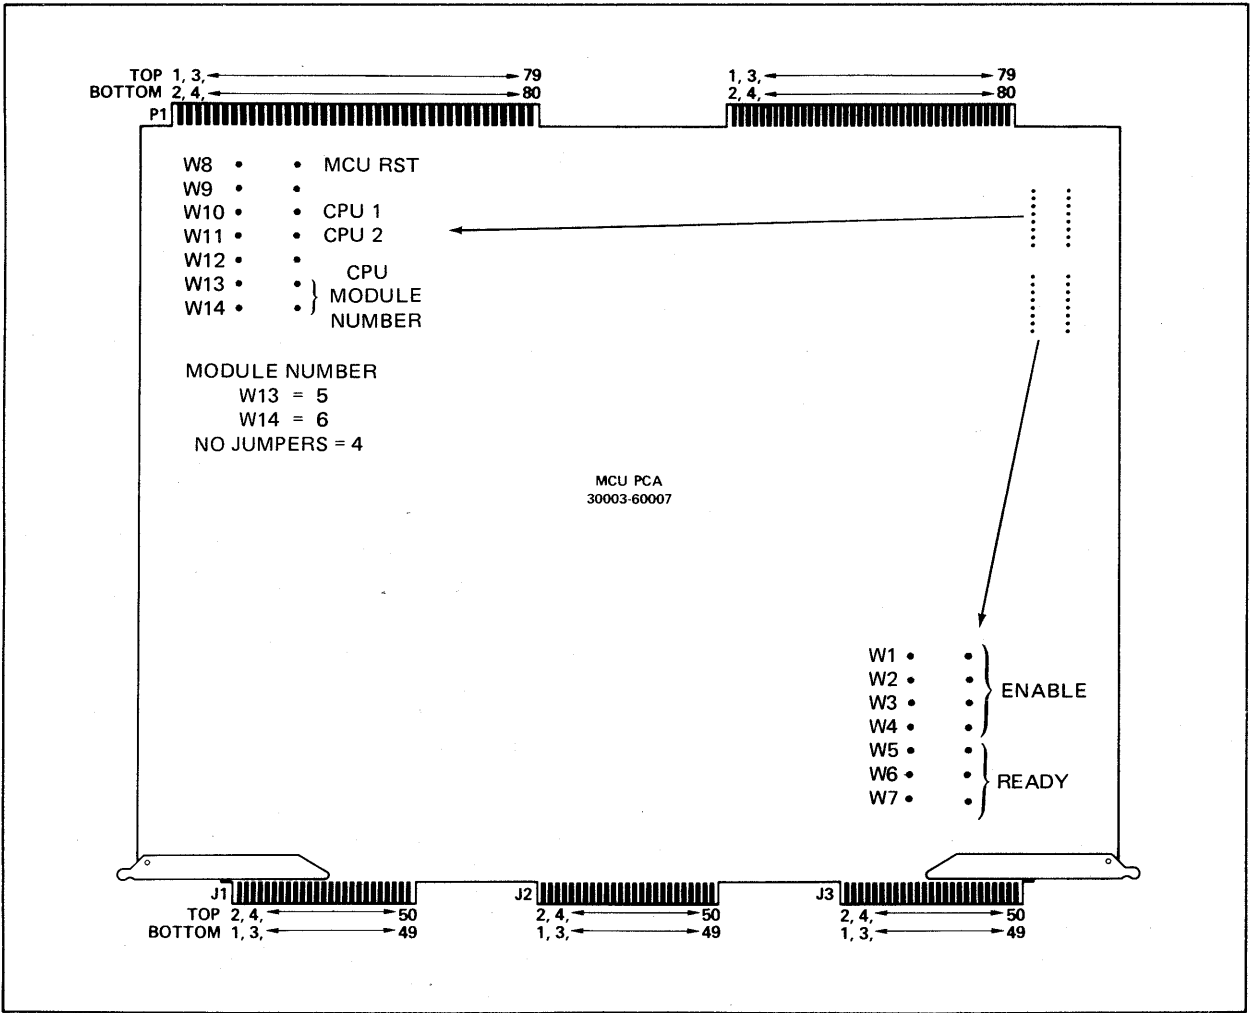 TOP 1, 3, 79
BOTTOM 2, 4, 80
P1
1, 3, 79
2, 4, 80
W8 MCU RST
W9
W10 CPU 1
W11 CPU 2
W12
W13
W14
CPU
MODULE
NUMBER
MODULE NUMBER
W13 = 5
W14 = 6
NO JUMPERS = 4
MCU PCA
30003-60007
W1
W2
W3
W4
ENABLE
W5
W6
W7
READY
J1
TOP 2, 4, 50
BOTTOM 1, 3, 49
J2
2, 4, 50
1, 3, 49
J3
2, 4, 50
1, 3, 49